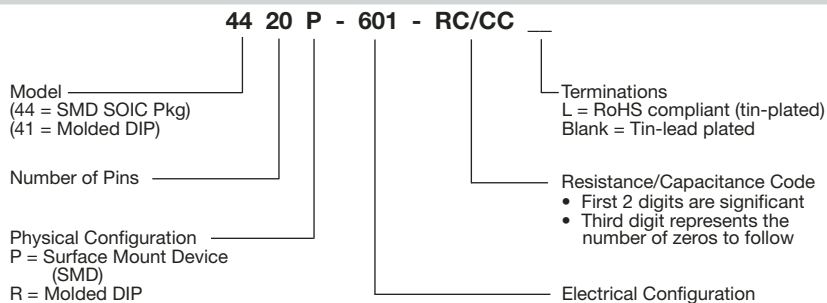 44 20 P - 601 - RC/CC __
Model
(44 = SMD SOIC Pkg)
(41 = Molded DIP)
Number of Pins
Physical Configuration
P = Surface Mount Device
(SMD)
R = Molded DIP
Terminations
L = RoHS compliant (tin-plated)
Blank = Tin-lead plated
Resistance/Capacitance Code
• First 2 digits are significant
• Third digit represents the
number of zeros to follow
Electrical Configuration